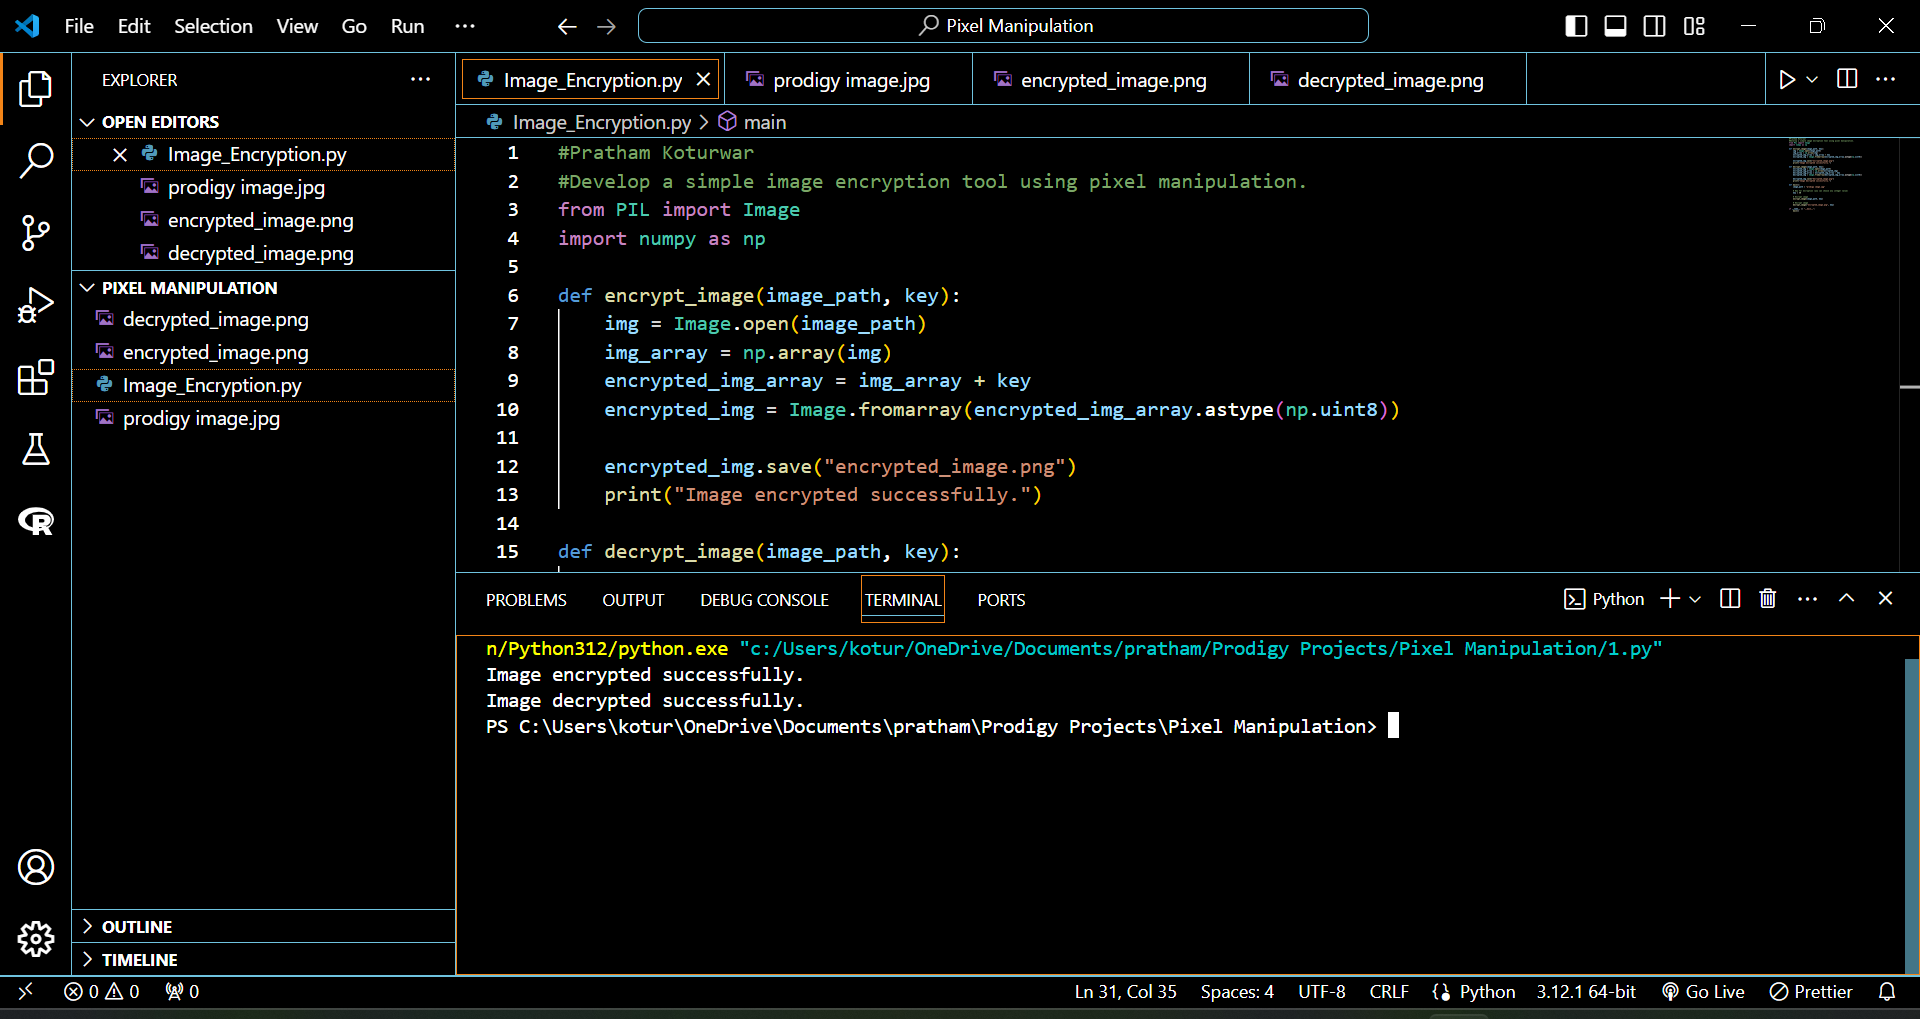 File Edit Selection View Go Run ...
Pixel Manipulation
EXPLORER
OPEN EDITORS
Image_Encryption.py
prodigy image.jpg
encrypted_image.png
decrypted_image.png
PIXEL MANIPULATION
decrypted_image.png
encrypted_image.png
Image_Encryption.py
prodigy image.jpg
OUTLINE
TIMELINE
Image_Encryption.py prodigy image.jpg encrypted_image.png decrypted_image.png
Image_Encryption.py > main
1 #Pratham Koturwar
2 #Develop a simple image encryption tool using pixel manipulation.
3 from PIL import Image
4 import numpy as np
5
6 def encrypt_image(image_path, key):
7 img = Image.open(image_path)
8 img_array = np.array(img)
9 encrypted_img_array = img_array + key
10 encrypted_img = Image.fromarray(encrypted_img_array.astype(np.uint8))
11
12 encrypted_img.save("encrypted_image.png")
13 print("Image encrypted successfully.")
14
15 def decrypt_image(image_path, key):
PROBLEMS OUTPUT DEBUG CONSOLE TERMINAL PORTS
Python
n/Python312/python.exe "c:/Users/kotur/OneDrive/Documents/pratham/Prodigy Projects/Pixel Manipulation/1.py"
Image encrypted successfully.
Image decrypted successfully.
PS C:\Users\kotur\OneDrive\Documents\pratham\Prodigy Projects\Pixel Manipulation>
0 0 0
Ln 31, Col 35 Spaces: 4 UTF-8 CRLF Python 3.12.1 64-bit Go Live Prettier